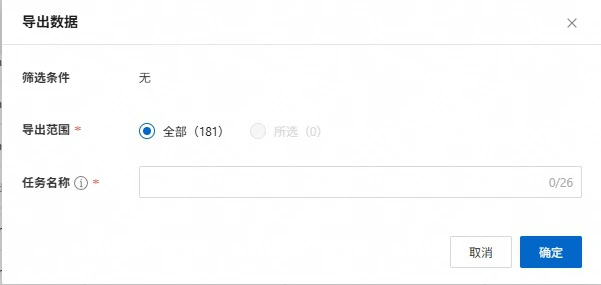 导出数据
筛选条件 无
导出范围 * 全部（181） 所选（0）
任务名称 * 0/26
取消 确定